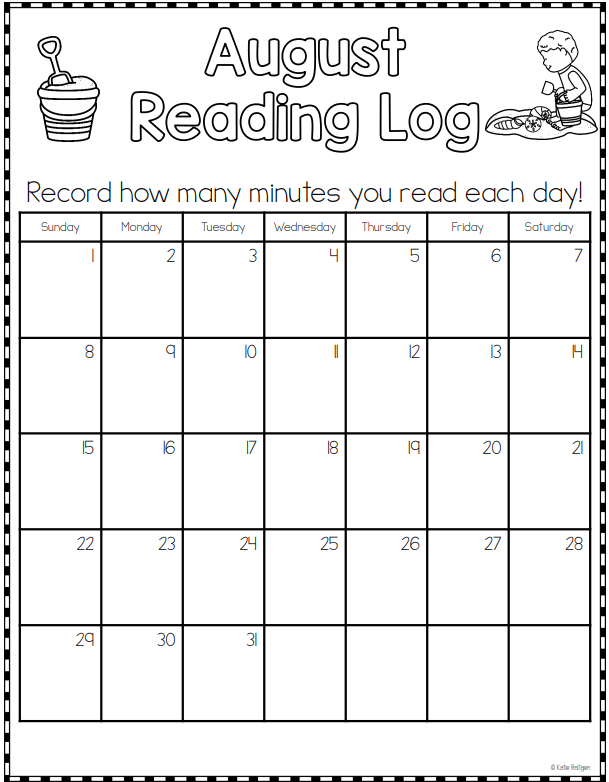 August
Reading Log
Record how many minutes you read each day!
Sunday Monday Tuesday Wednesday Thursday Friday Saturday
1 2 3 4 5 6 7
8 9 10 11 12 13 14
15 16 17 18 19 20 21
22 23 24 25 26 27 28
29 30 31
© Katie